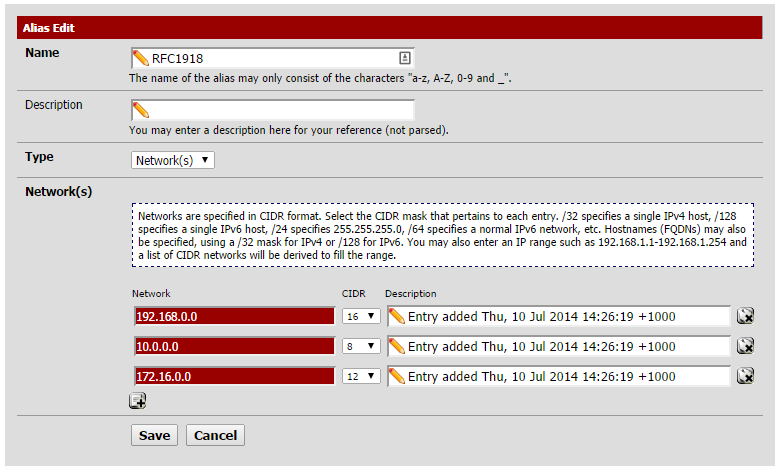 Alias Edit
Name
RFC1918
The name of the alias may only consist of the characters "a-z, A-Z, 0-9 and _".
Description
You may enter a description here for your reference (not parsed).
Type
Network(s)
Network(s)
Networks are specified in CIDR format. Select the CIDR mask that pertains to each entry. /32 specifies a single IPv4 host, /128
specifies a single IPv6 host, /24 specifies 255.255.255.0, /64 specifies a normal IPv6 network, etc. Hostnames (FQDNs) may also
be specified, using a /32 mask for IPv4 or /128 for IPv6. You may also enter an IP range such as 192.168.1.1-192.168.1.254 and
a list of CIDR networks will be derived to fill the range.
Network CIDR Description
192.168.0.0 16 Entry added Thu, 10 Jul 2014 14:26:19 +1000
10.0.0.0 8 Entry added Thu, 10 Jul 2014 14:26:19 +1000
172.16.0.0 12 Entry added Thu, 10 Jul 2014 14:26:19 +1000
Save Cancel